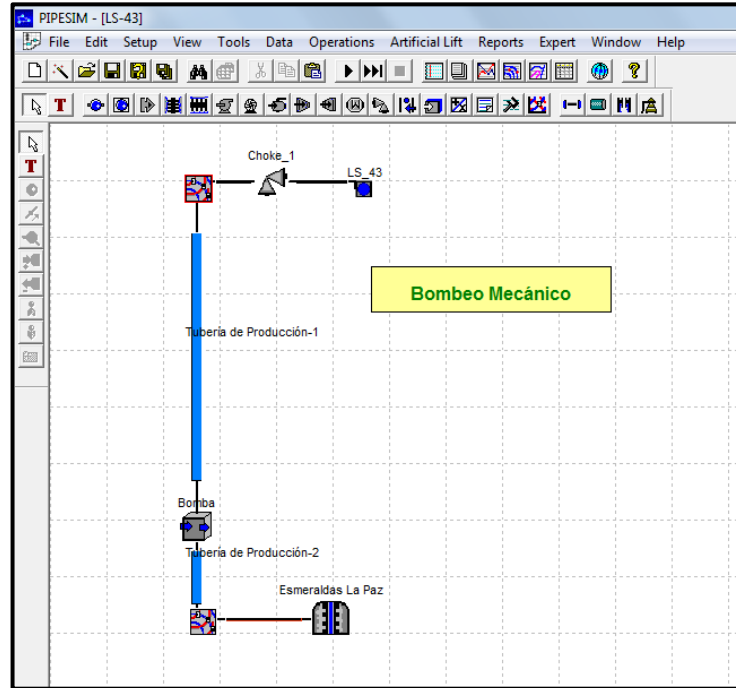 PIPESIM - [LS-43]
File Edit Setup View Tools Data Operations Artificial Lift Reports Expert Window Help
T
T
Choke_1
LS_43
Bombeo Mecánico
Tubería de Producción-1
Bomba
Tubería de Producción-2
Esmeraldas La Paz